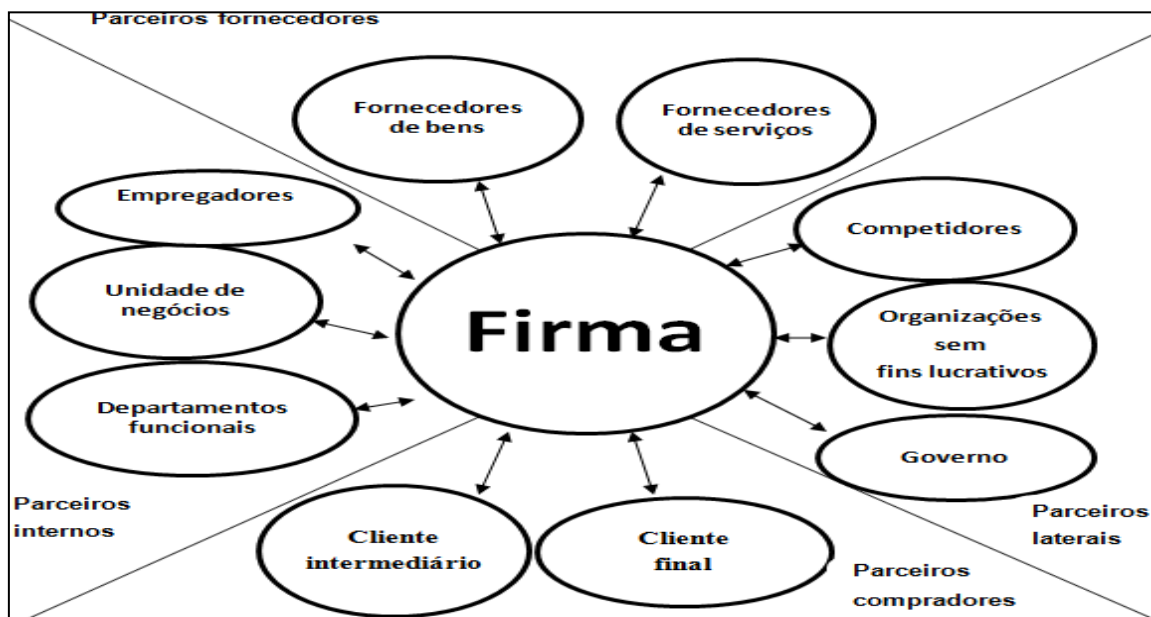 Parceiros fornecedores
Fornecedores
de bens
Fornecedores
de serviços
Empregadores
Competidores
Unidade de
negócios
Firma
Organizações
sem
fins lucrativos
Departamentos
funcionais
Governo
Parceiros
internos
Parceiros
laterais
Cliente
intermediário
Cliente
final
Parceiros
compradores